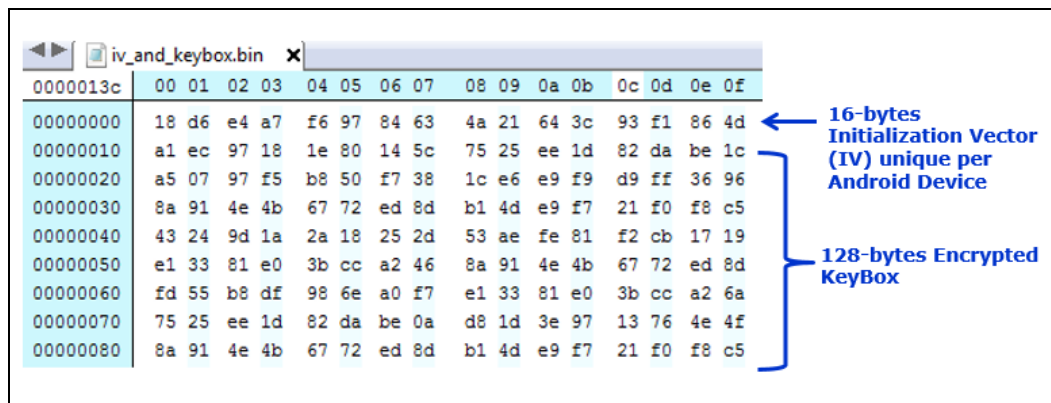 iv_and_keybox.bin x
0000013c 00 01 02 03 04 05 06 07 08 09 0a 0b 0c 0d 0e 0f
00000000 18 d6 e4 a7 f6 97 84 63 4a 21 64 3c 93 f1 86 4d
00000010 a1 ec 97 18 1e 80 14 5c 75 25 ee 1d 82 da be 1c
00000020 a5 07 97 f5 b8 50 f7 38 1c e6 e9 f9 d9 ff 36 96
00000030 8a 91 4e 4b 67 72 ed 8d b1 4d e9 f7 21 f0 f8 c5
00000040 43 24 9d 1a 2a 18 25 2d 53 ae fe 81 f2 cb 17 19
00000050 e1 33 81 e0 3b cc a2 46 8a 91 4e 4b 67 72 ed 8d
00000060 fd 55 b8 df 98 6e a0 f7 e1 33 81 e0 3b cc a2 6a
00000070 75 25 ee 1d 82 da be 0a d8 1d 3e 97 13 76 4e 4f
00000080 8a 91 4e 4b 67 72 ed 8d b1 4d e9 f7 21 f0 f8 c5
16-bytes
Initialization Vector
(IV) unique per
Android Device
128-bytes Encrypted
KeyBox